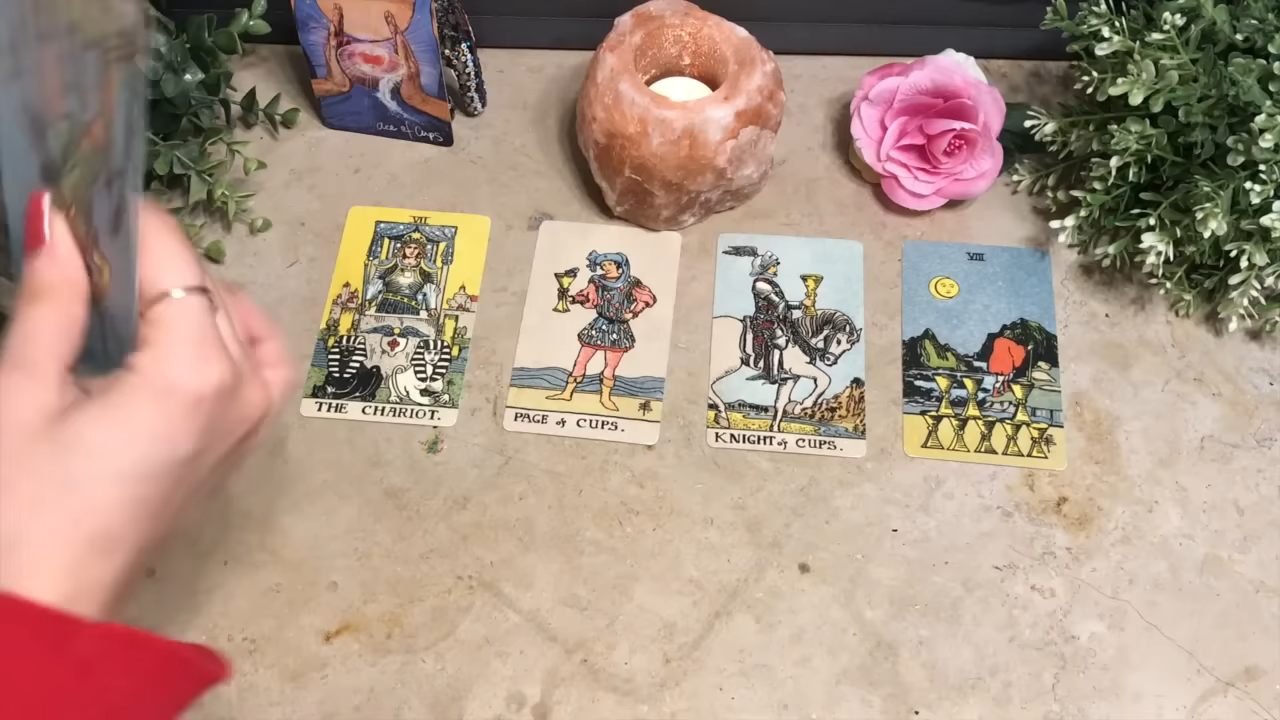 ace of Cups
VII
THE CHARIOT.
PAGE of CUPS.
KNIGHT of CUPS.
VIII